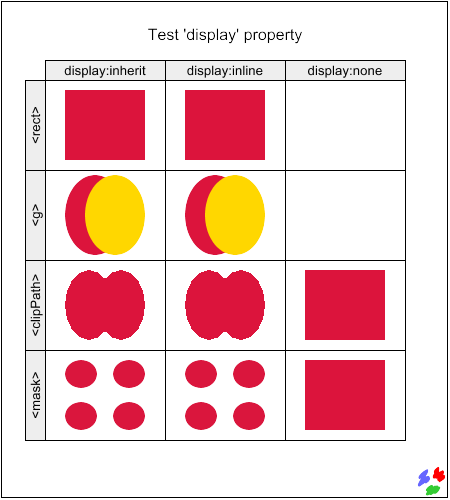 Test 'display' property
display:inherit display:inline display:none
<rect>
<g>
<clipPath>
<mask>